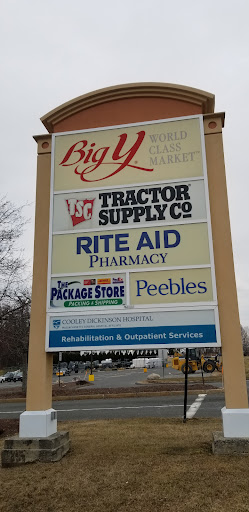 Big Y
WORLD
CLASS
MARKET
TSC
TRACTOR
SUPPLY CO
RITE AID
PHARMACY
THE
PACKAGE STORE
PACKING & SHIPPING
Peebles
COOLEY DICKINSON HOSPITAL
Rehabilitation & Outpatient Services